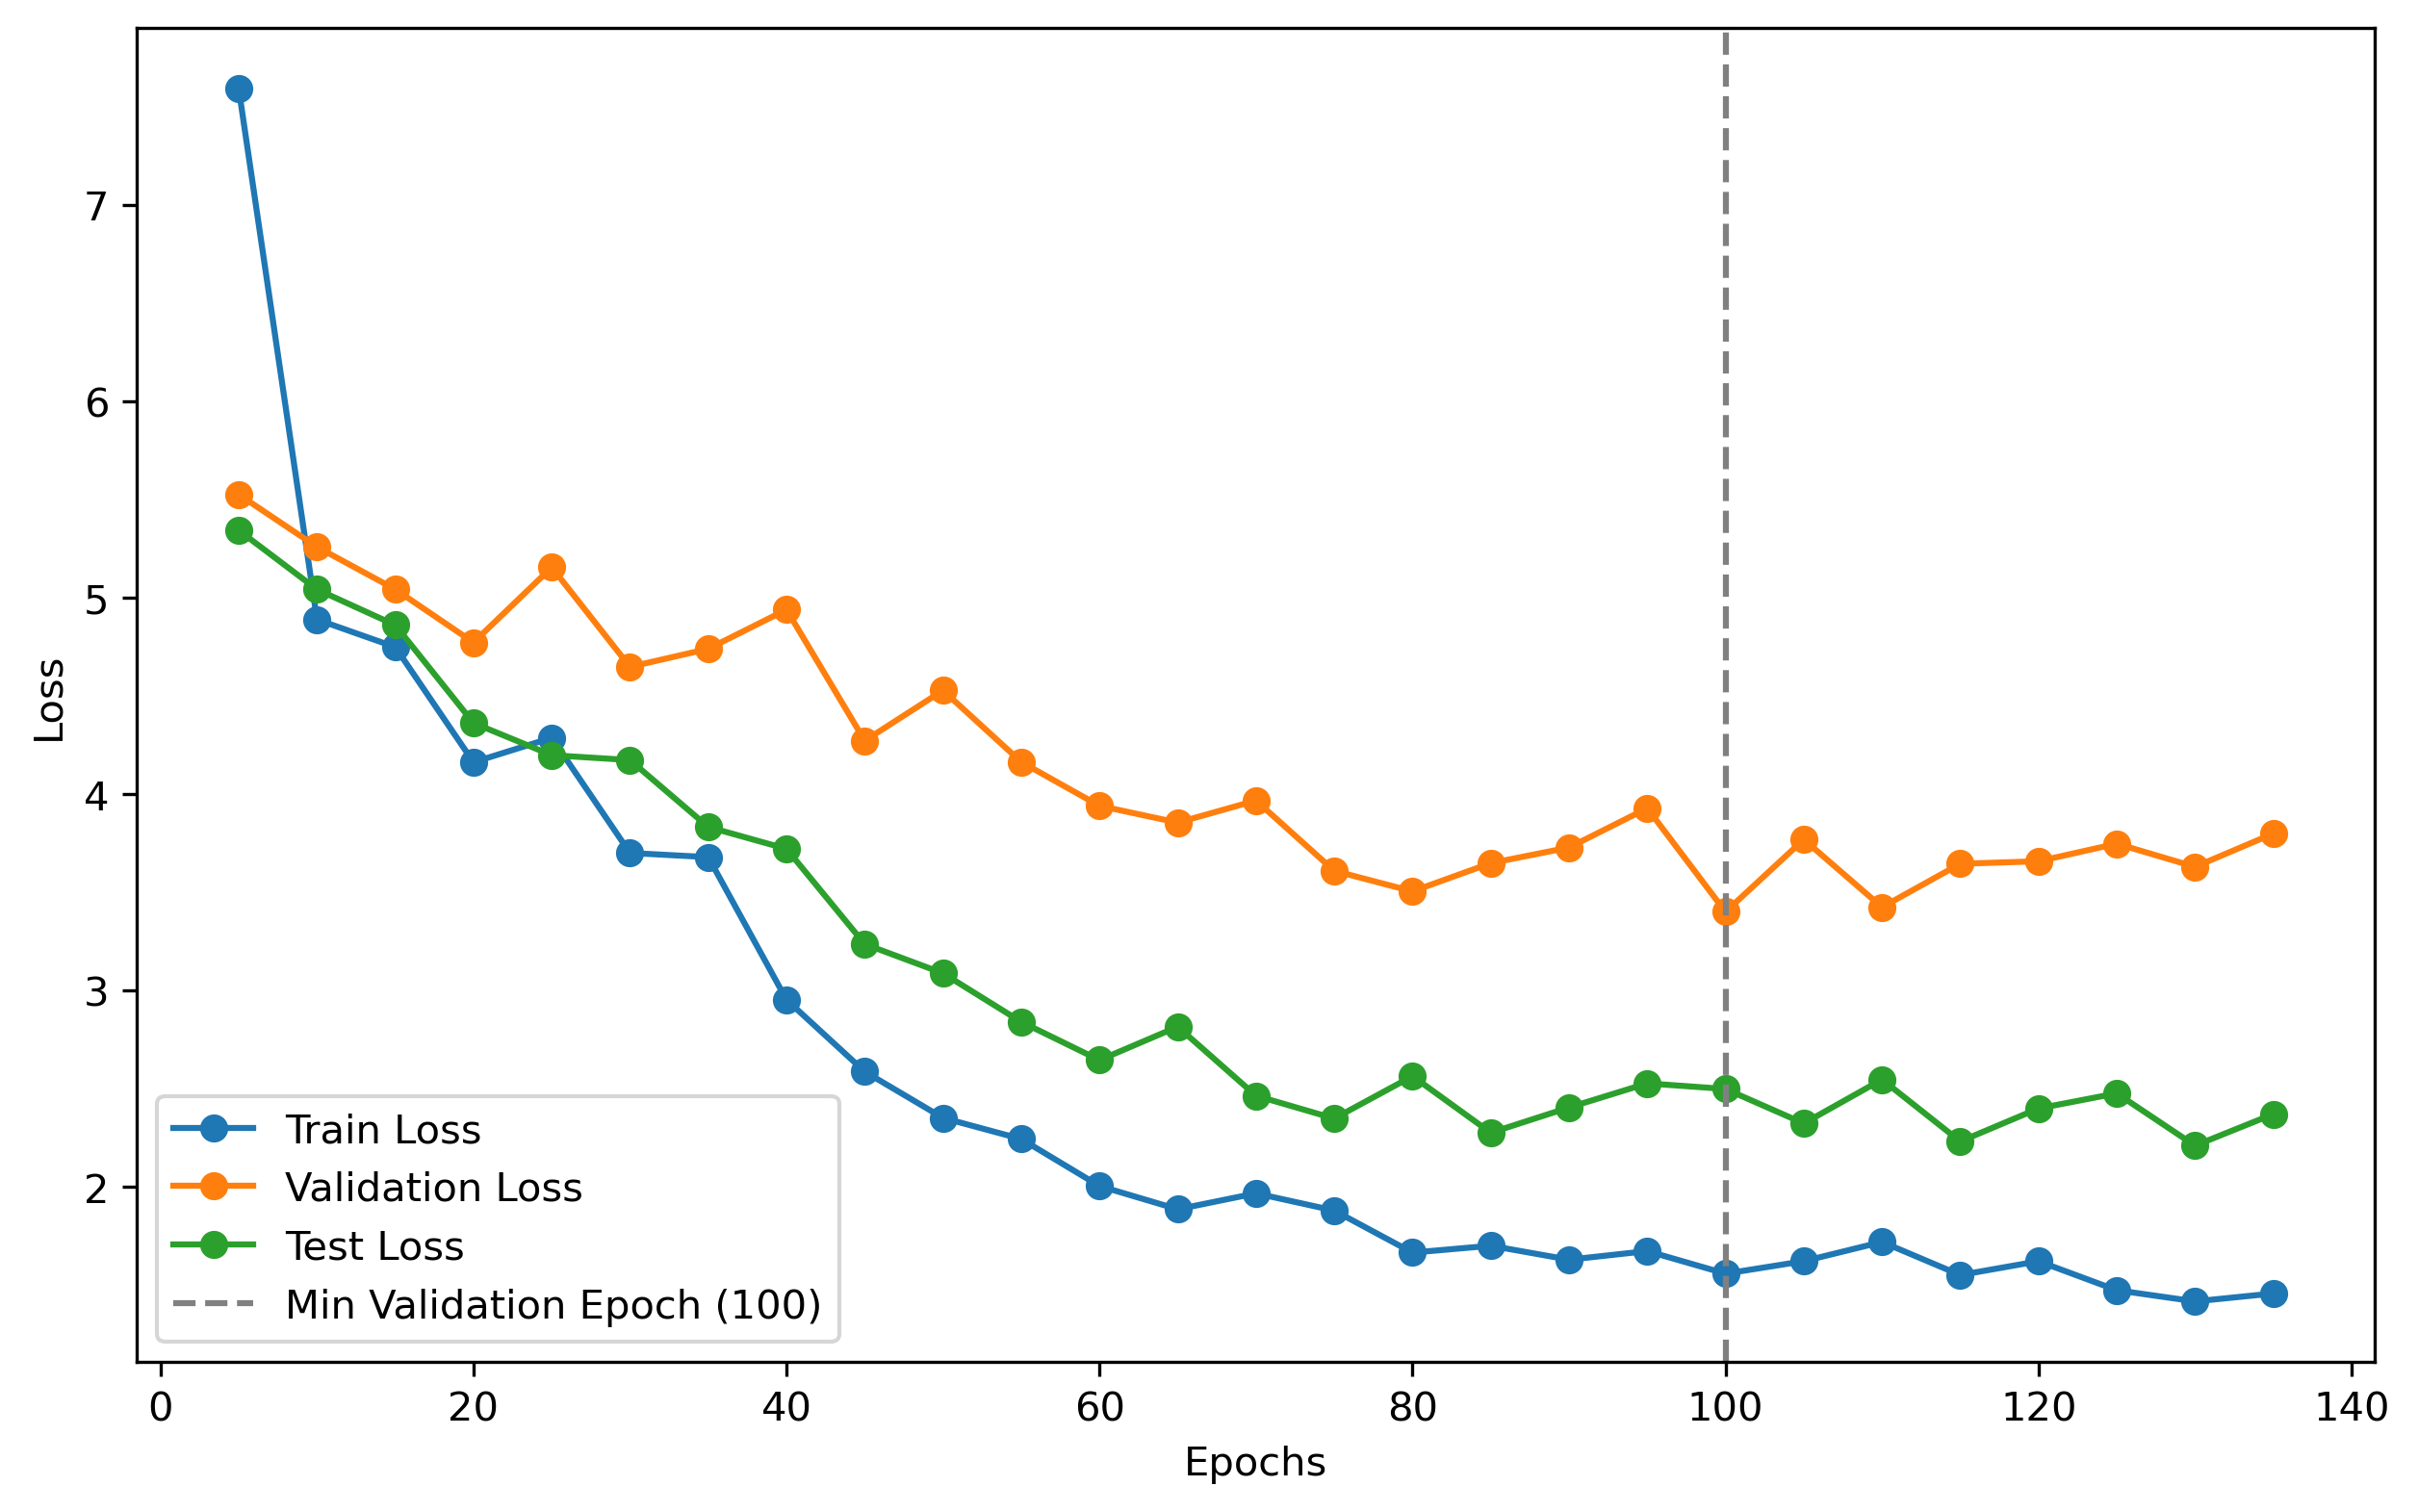 7
6
5
4
3
2
Loss
Train Loss
Validation Loss
Test Loss
Min Validation Epoch (100)
0 20 40 60 80 100 120 140
Epochs